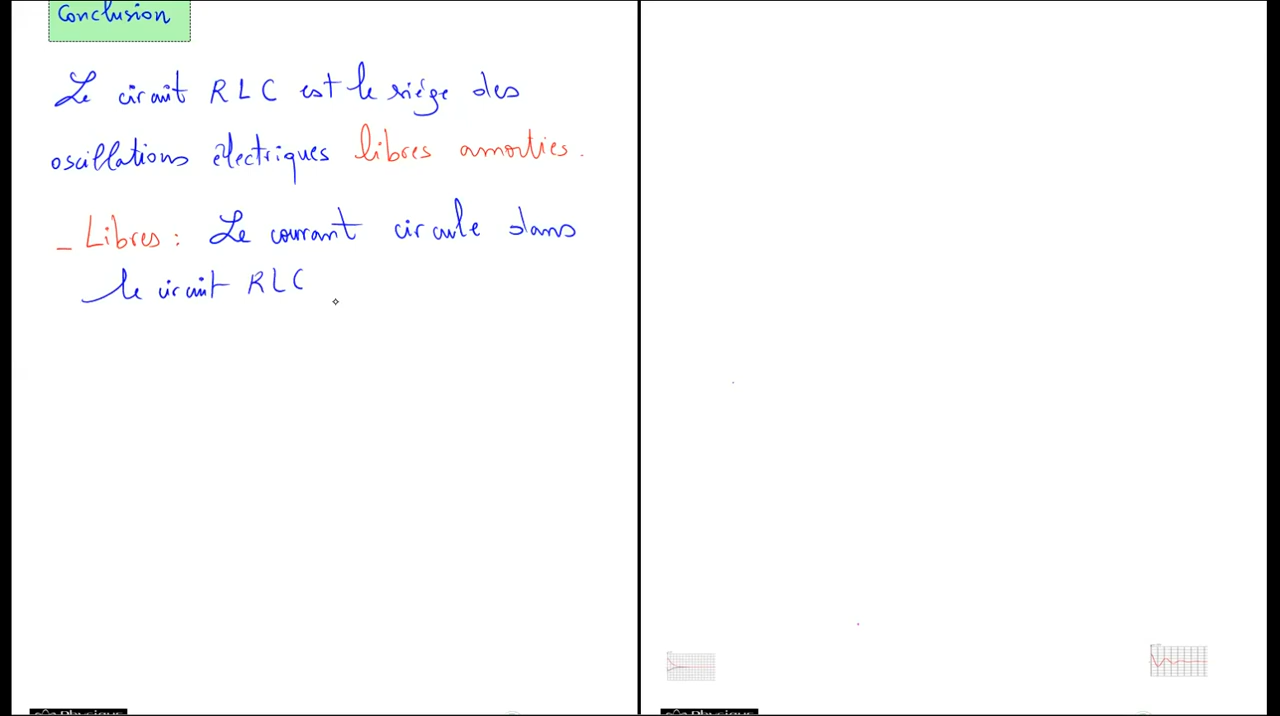 Conclusion
Le circuit RLC est le siège des
oscillations électriques libres amorties.
_ Libres : Le courant circule dans
le circuit RLC